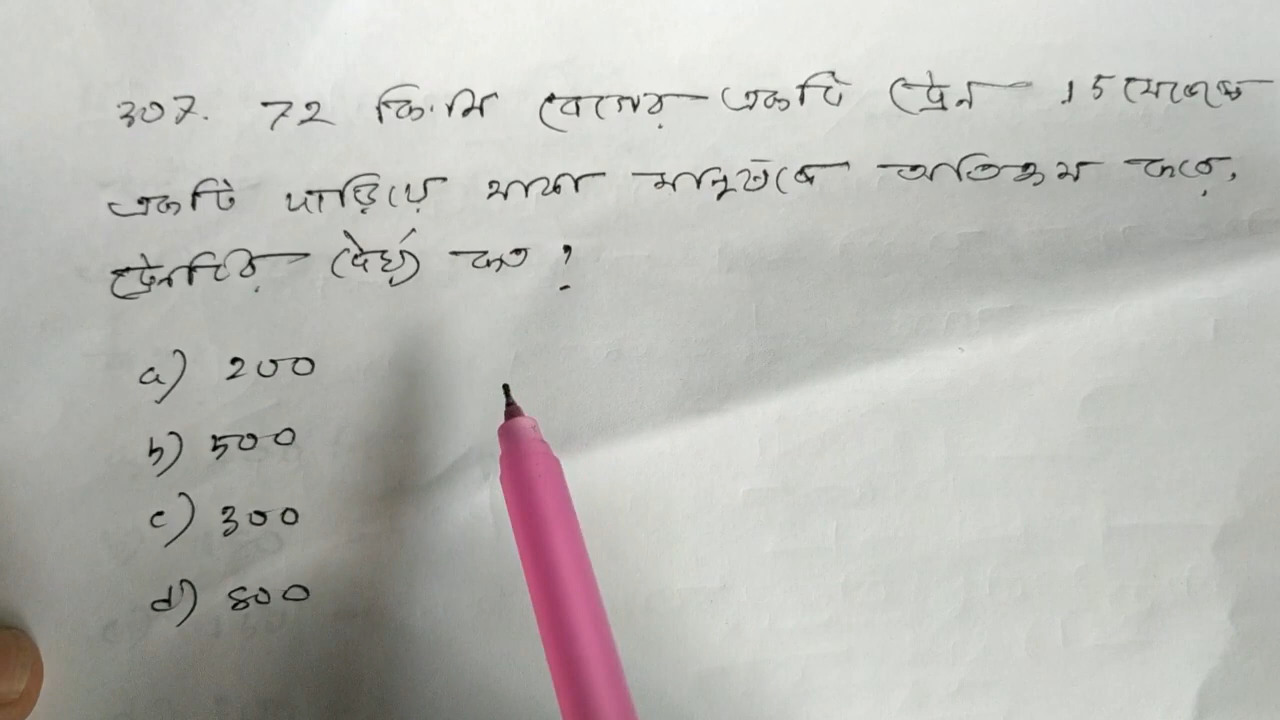 307. 72 কি.মি বেগের একটি ট্রেন 15 সেকেন্ডে
একটি দাড়িয়ে থাকা মানুষকে অতিক্রম করে,
ট্রেনটির দৈর্ঘ্য কত ?
a) 200
b) 500
c) 300
d) 800